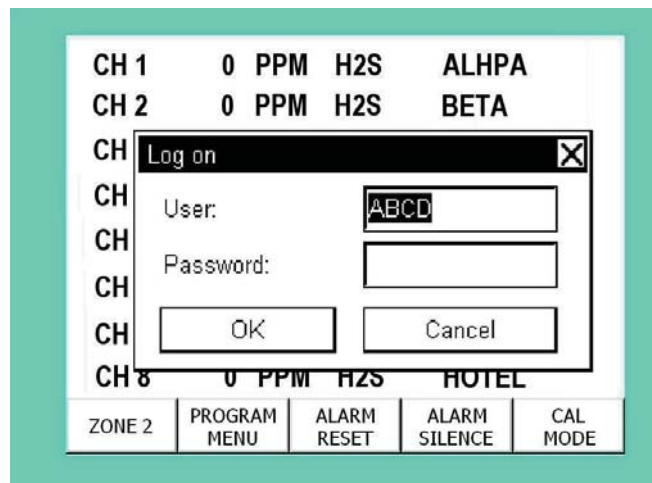 CH 1 0 PPM H2S ALHPA
CH 2 0 PPM H2S BETA
CH
Log on
CH
User: ABCD
CH
Password:
CH
CH
OK Cancel
CH 8 0 PPM H2S HOTEL
ZONE 2 PROGRAM MENU ALARM RESET ALARM SILENCE CAL MODE